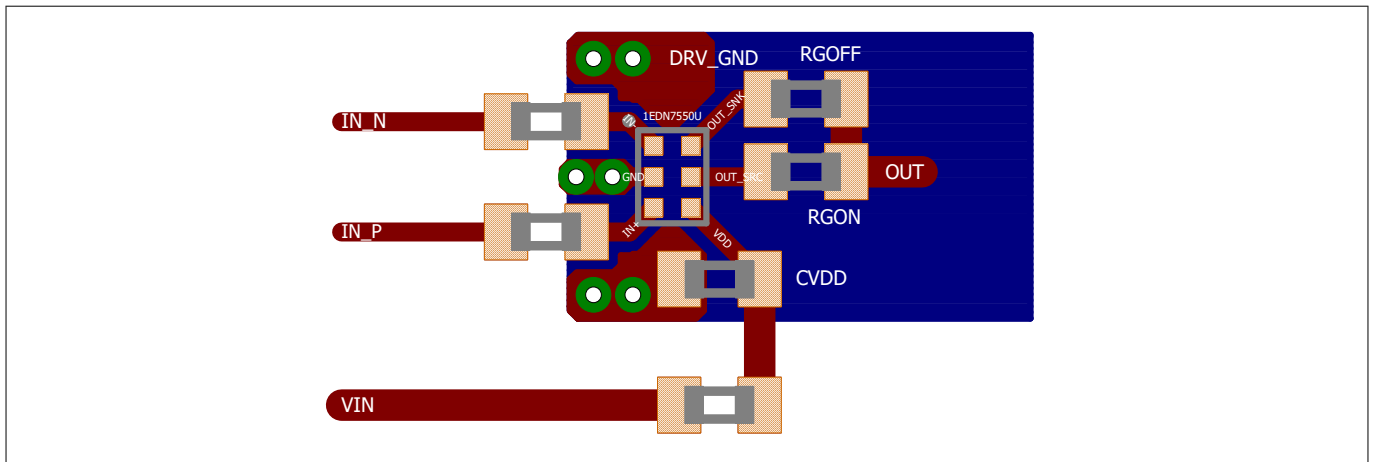 DRV_GND
RGOFF
IN_N
1EDN7550U
OUT_SNK
GND
OUT_SRC
OUT
RGON
IN_P
IN+
VDD
CVDD
VIN